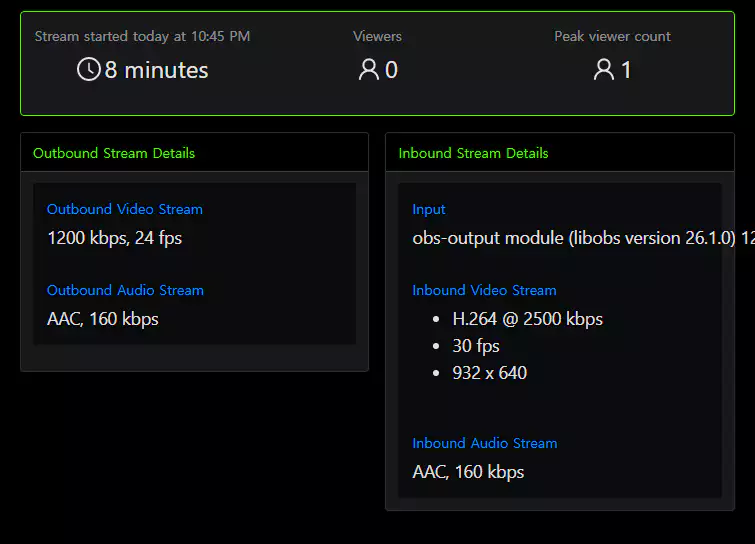 Stream started today at 10:45 PM
8 minutes
Viewers
0
Peak viewer count
1
Outbound Stream Details
Outbound Video Stream
1200 kbps, 24 fps
Outbound Audio Stream
AAC, 160 kbps
Inbound Stream Details
Input
obs-output module (libobs version 26.1.0) 12
Inbound Video Stream
• H.264 @ 2500 kbps
• 30 fps
• 932 x 640
Inbound Audio Stream
AAC, 160 kbps